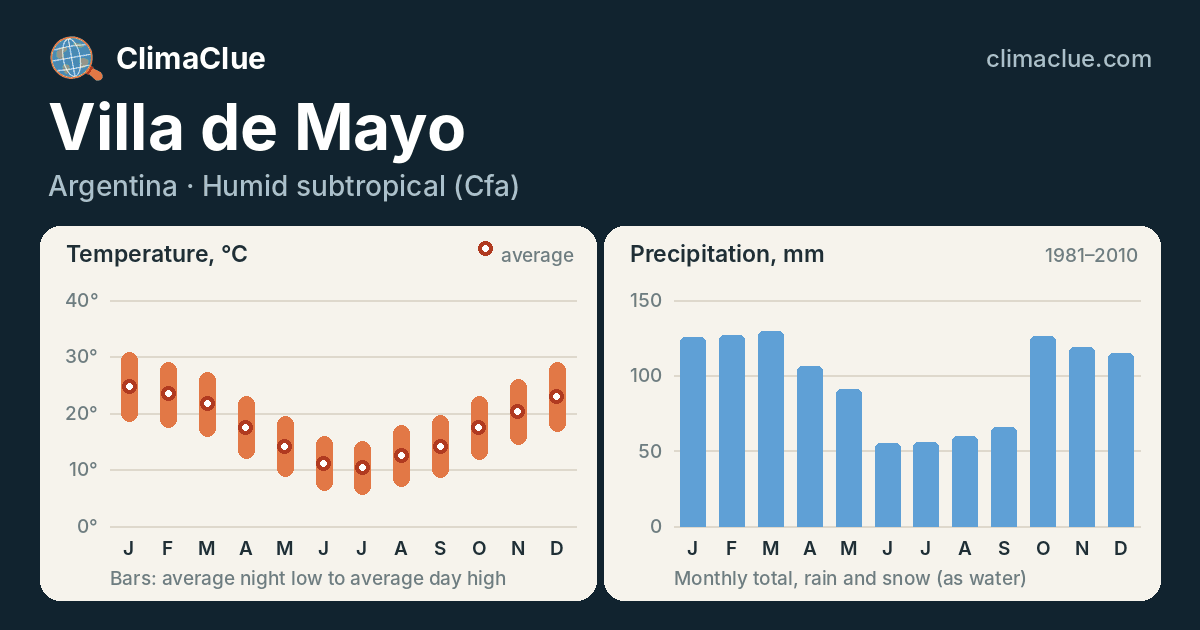 ClimaClue
climaclue.com
Villa de Mayo
Argentina · Humid subtropical (Cfa)
Temperature, °C
average
40°
30°
20°
10°
0°
J F M A M J J A S O N D
Bars: average night low to average day high
Precipitation, mm
1981–2010
150
100
50
0
J F M A M J J A S O N D
Monthly total, rain and snow (as water)